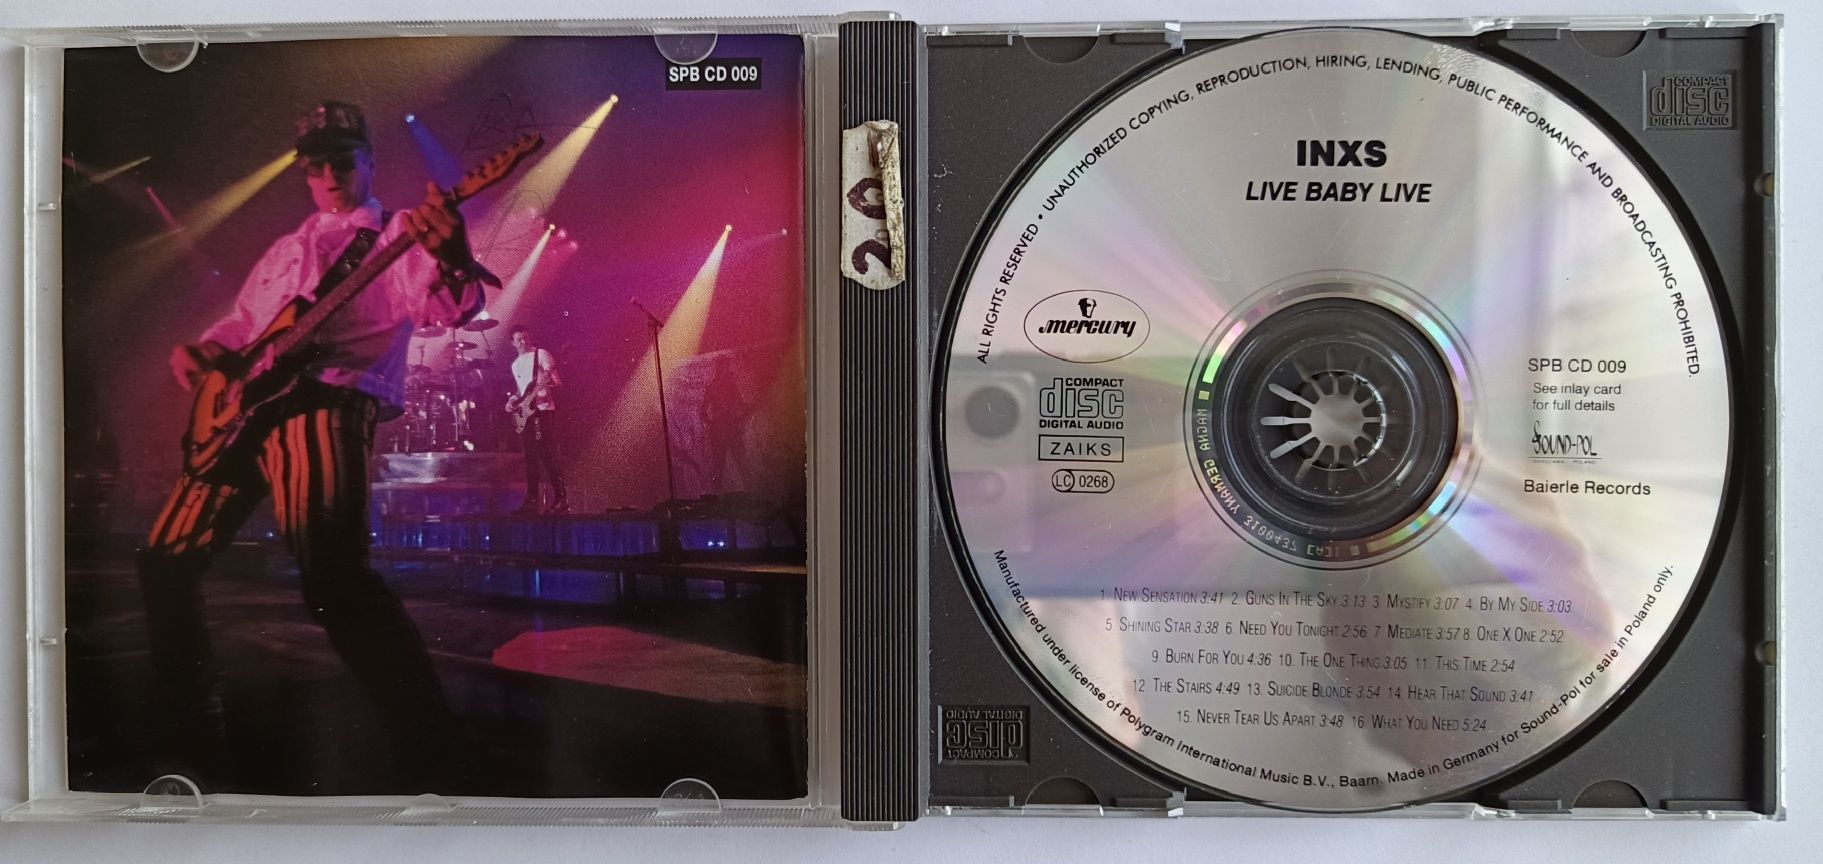 SPB CD 009
20
COMPACT
disc
DIGITAL AUDIO
ALL RIGHTS RESERVED • UNAUTHORIZED COPYING, REPRODUCTION, HIRING, LENDING, PUBLIC PERFORMANCE AND BROADCASTING PROHIBITED.
INXS
LIVE BABY LIVE
mercury
COMPACT
disc
DIGITAL AUDIO
ZAIKS
LC 0268
SPB CD 009
See inlay card
for full details
SOUND-POL
WARSZAWA POLAND
Baierle Records
1 NEW SENSATION 3:41 2. GUNS IN THE SKY 3:13 3 MYSTIFY 3:07 4. BY MY SIDE 3:03
5. SHINING STAR 3:38 6. NEED YOU TONIGHT 2:56 7 MEDIATE 3:57 8. ONE X ONE 2:52
9. BURN FOR YOU 4:36 10. THE ONE THING 3:05 11. THIS TIME 2:54
12. THE STAIRS 4:49 13. SUICIDE BLONDE 3:54 14 HEAR THAT SOUND 3:41
15. NEVER TEAR US APART 3:48 16 WHAT YOU NEED 5:24
Manufactured under license of Polygram International Music B.V., Baarn. Made in Germany for Sound-Pol for sale in Poland only.
COMPACT
disc
DIGITAL AUDIO